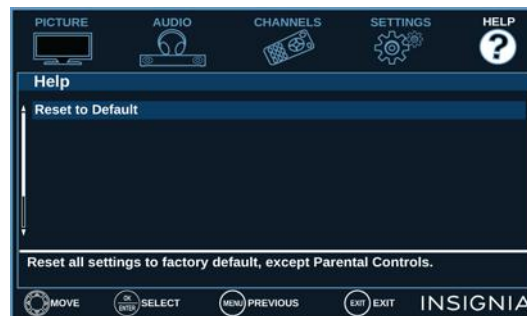 PICTURE AUDIO CHANNELS SETTINGS HELP
?
Help
Reset to Default
Reset all settings to factory default, except Parental Controls.
MOVE OK ENTER SELECT MENU PREVIOUS EXIT EXIT INSIGNIA